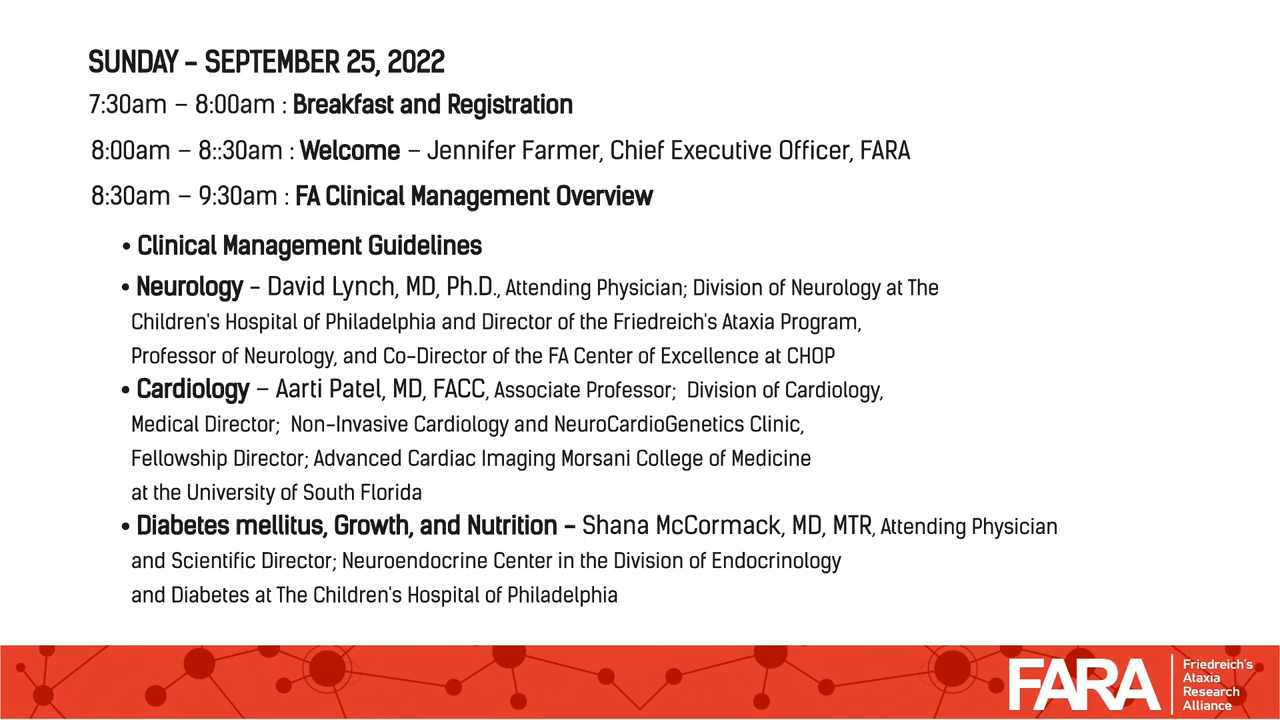 SUNDAY – SEPTEMBER 25, 2022
7:30am – 8:00am : Breakfast and Registration
8:00am – 8::30am : Welcome – Jennifer Farmer, Chief Executive Officer, FARA
8:30am – 9:30am : FA Clinical Management Overview
• Clinical Management Guidelines
• Neurology - David Lynch, MD, Ph.D., Attending Physician; Division of Neurology at The
Children's Hospital of Philadelphia and Director of the Friedreich's Ataxia Program,
Professor of Neurology, and Co-Director of the FA Center of Excellence at CHOP
• Cardiology – Aarti Patel, MD, FACC, Associate Professor; Division of Cardiology,
Medical Director; Non-Invasive Cardiology and NeuroCardioGenetics Clinic,
Fellowship Director; Advanced Cardiac Imaging Morsani College of Medicine
at the University of South Florida
• Diabetes mellitus, Growth, and Nutrition – Shana McCormack, MD, MTR, Attending Physician
and Scientific Director; Neuroendocrine Center in the Division of Endocrinology
and Diabetes at The Children's Hospital of Philadelphia
FARA
Friedreich's
Ataxia
Research
Alliance